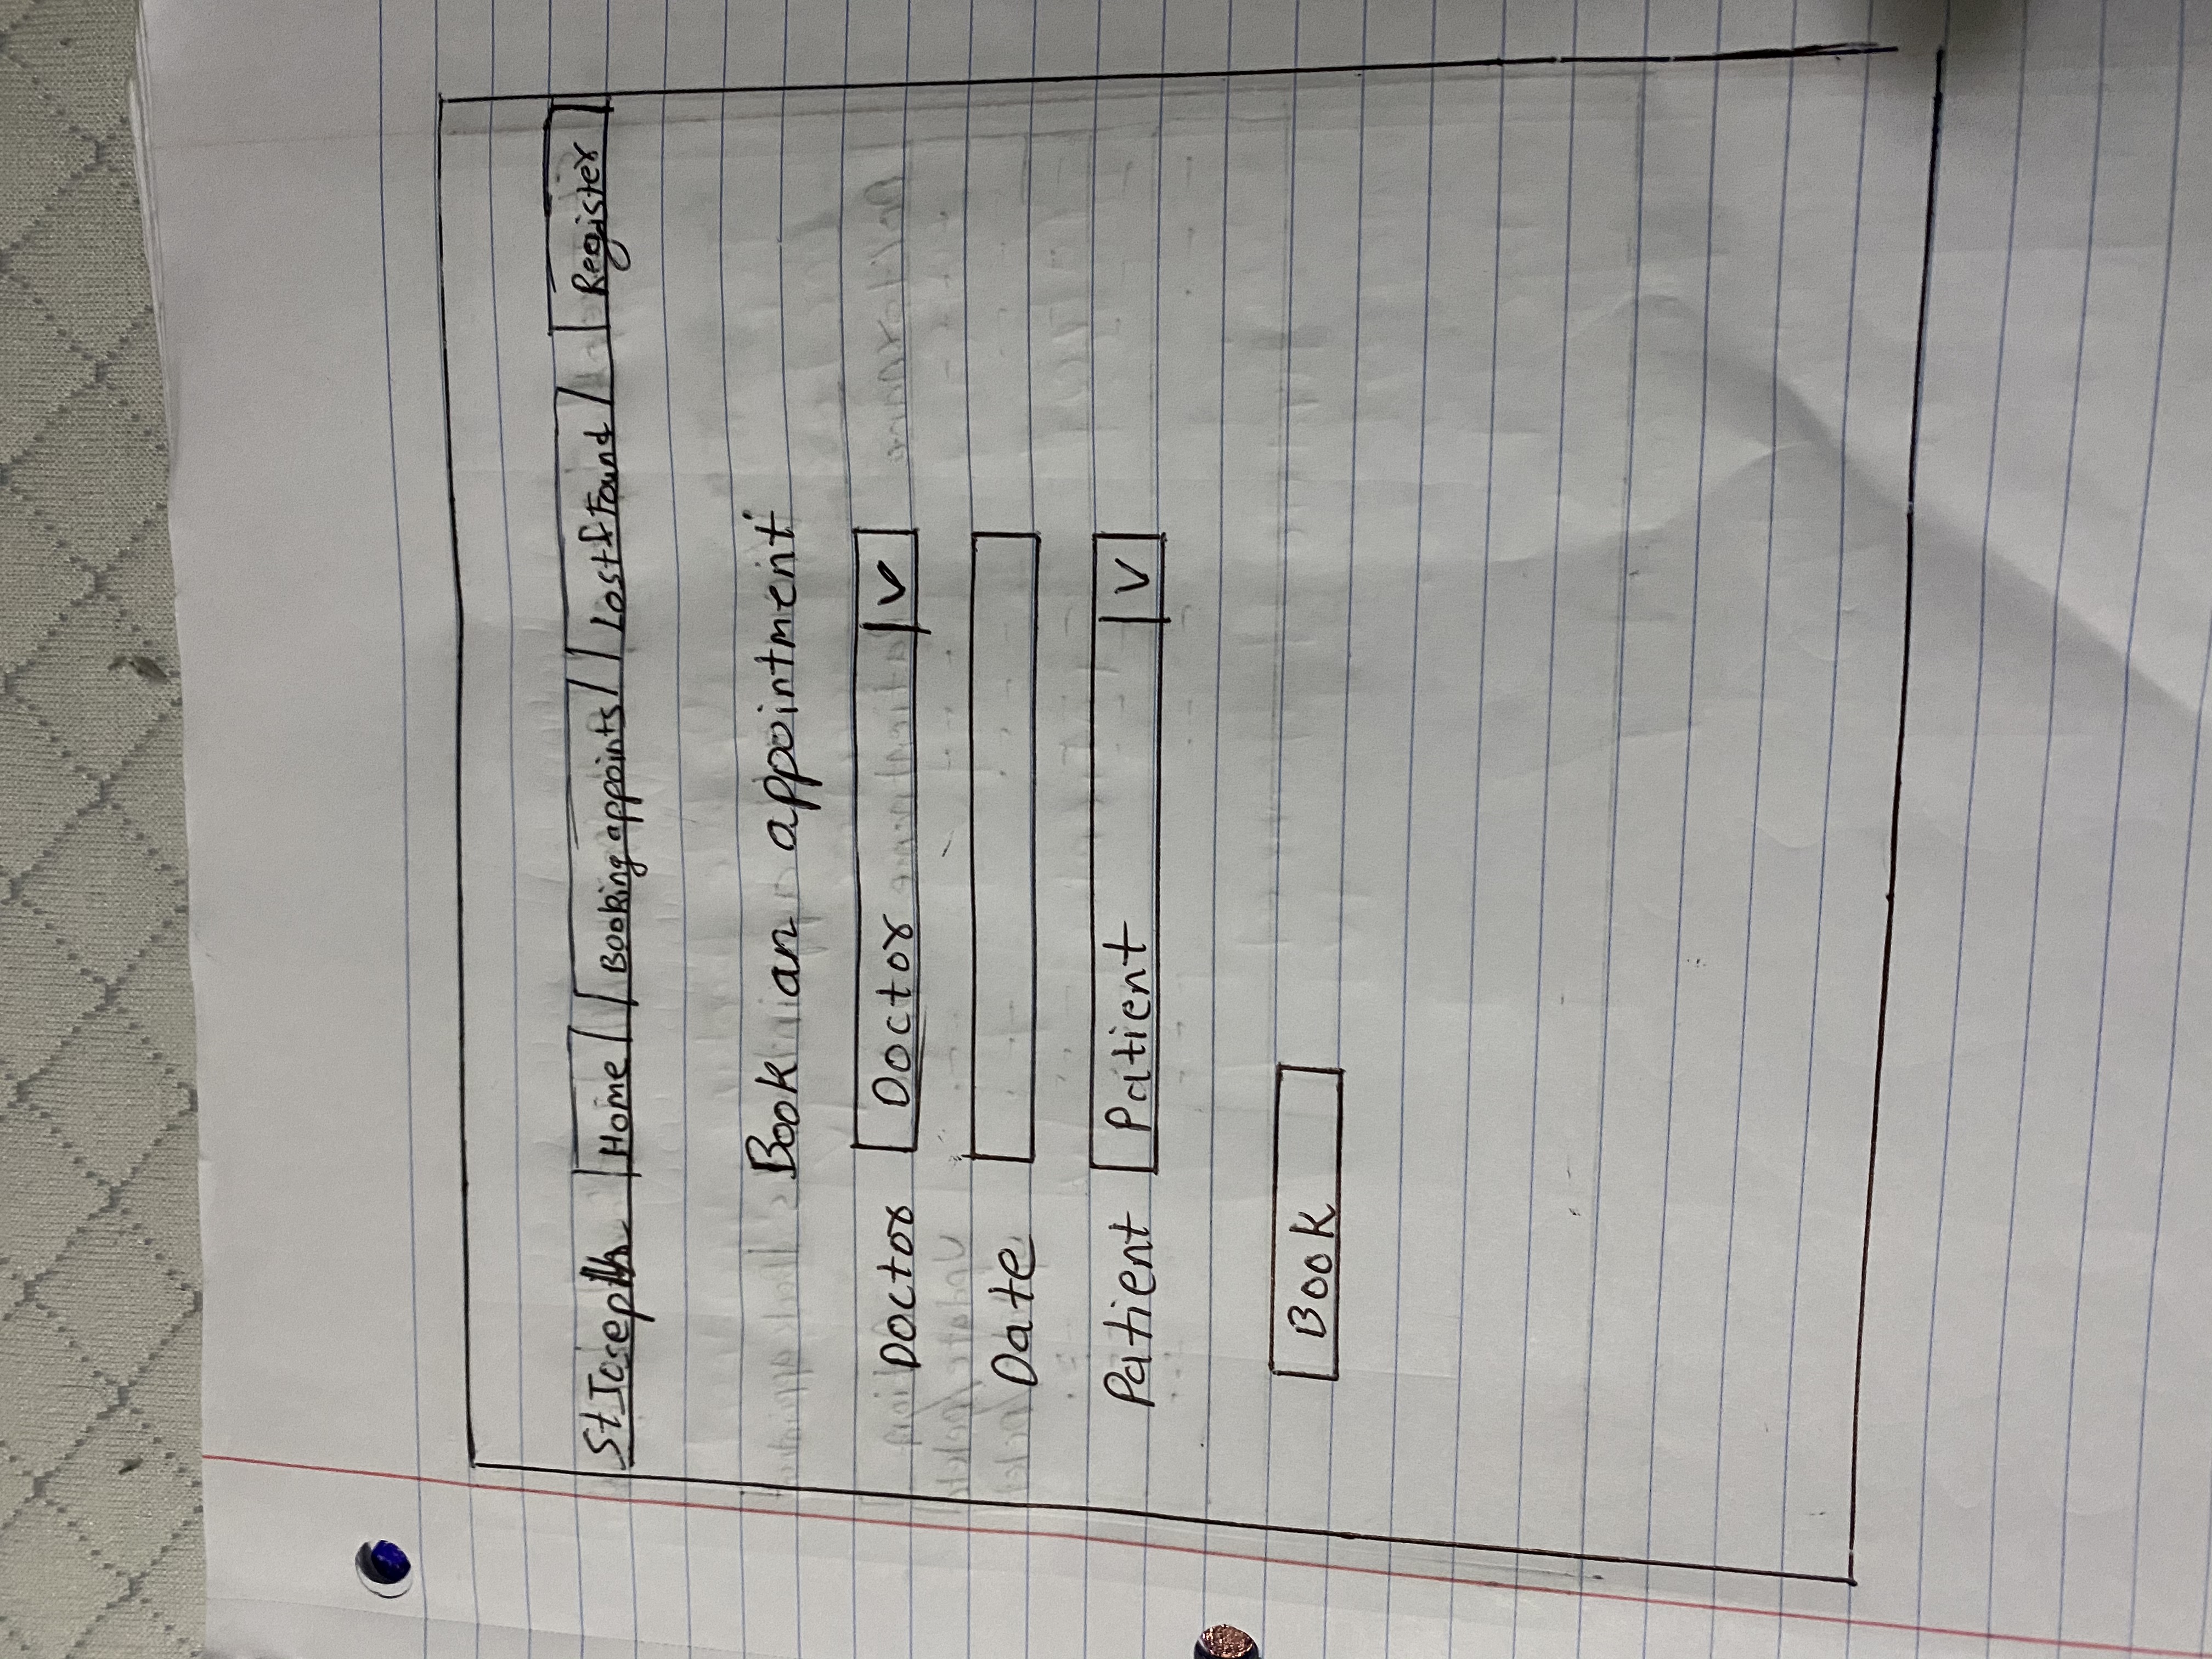 St Joseph Home Booking appoints Lost & Found Register
Book an appointment
Doctor Doctor V
Date
Patient Patient V
Book